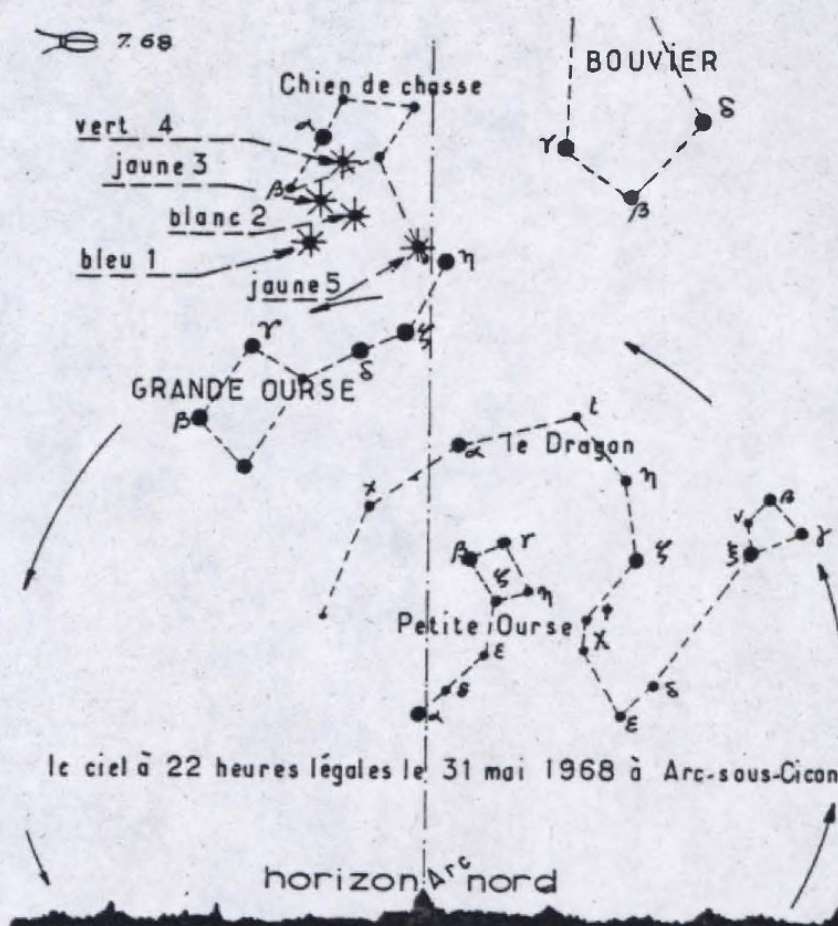 7.68
BOUVIER
Chien de chasse
δ
α
vert 4
γ
jaune 3
β
β
blanc 2
bleu 1
η
jaune 5
γ
ζ
δ
GRANDE OURSE
β
ι
α le Dragon
η
χ
β
ν
γ
β
γ
ζ
ξ
ζ
η
Petite Ourse φ
χ
ε
δ
δ
α
ε
le ciel à 22 heures légales le 31 mai 1968 à Arc-sous-Cicon
Arc
horizon nord